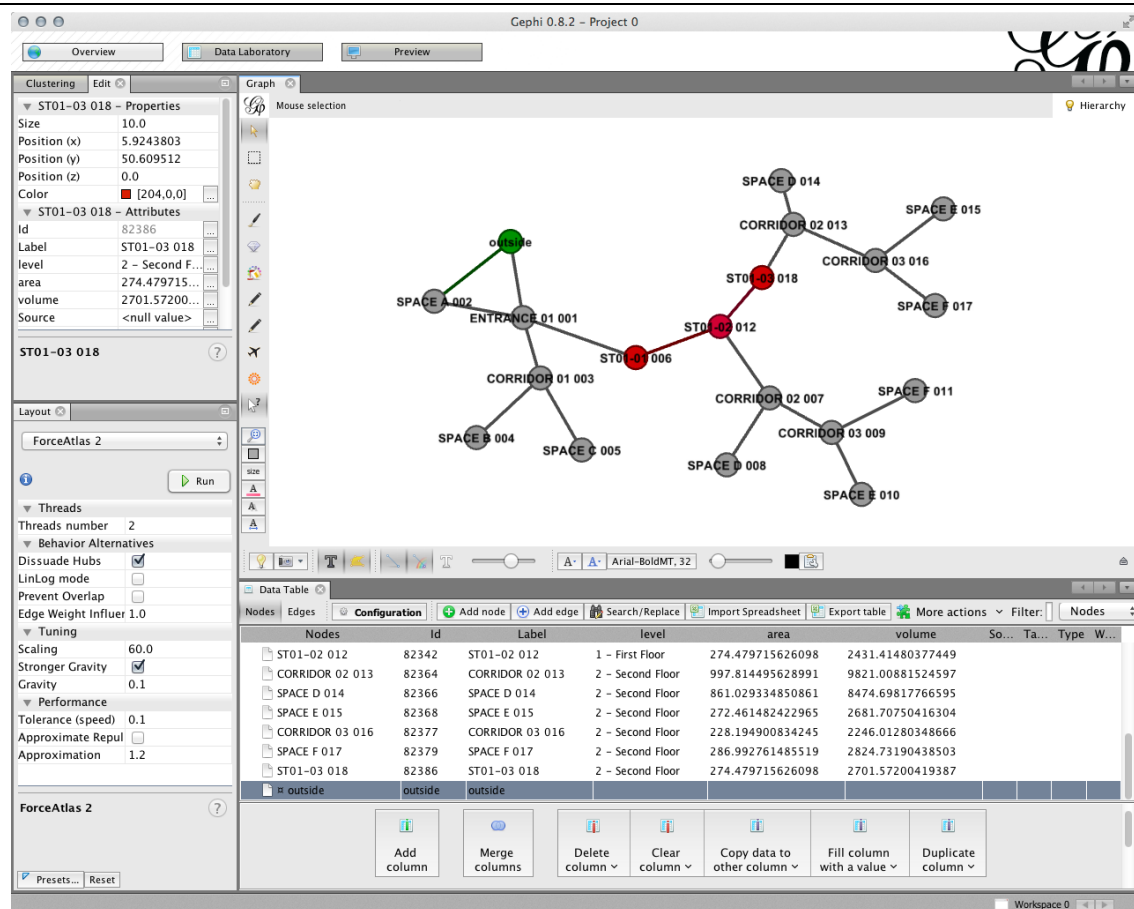 Gephi 0.8.2 – Project 0
Overview Data Laboratory Preview
Clustering Edit
ST01-03 018 – Properties
Size 10.0
Position (x) 5.9243803
Position (y) 50.609512
Position (z) 0.0
Color [204,0,0] ...
ST01-03 018 – Attributes
Id 82386 ...
Label ST01-03 018 ...
level 2 – Second F... ...
area 274.479715... ...
volume 2701.57200... ...
Source <null value> ...
ST01-03 018
Layout
ForceAtlas 2
Run
Threads
Threads number 2
Behavior Alternatives
Dissuade Hubs
LinLog mode
Prevent Overlap
Edge Weight Influer 1.0
Tuning
Scaling 60.0
Stronger Gravity
Gravity 0.1
Performance
Tolerance (speed) 0.1
Approximate Repul
Approximation 1.2
ForceAtlas 2
Presets... Reset
Graph
Mouse selection
Hierarchy
SPACE D 014
SPACE E 015
CORRIDOR 02 013
outside
CORRIDOR 03 016
ST01-03 018
SPACE A 002
SPACE F 017
ENTRANCE 01 001
ST01-02 012
ST01-01 006
CORRIDOR 01 003
SPACE F 011
CORRIDOR 02 007
SPACE B 004
CORRIDOR 03 009
SPACE C 005
SPACE D 008
SPACE E 010
size
Arial-BoldMT, 32
Data Table
Nodes Edges Configuration Add node Add edge Search/Replace Import Spreadsheet Export table More actions Filter: Nodes
Nodes Id Label level area volume So... Ta... Type W...
ST01-02 012 82342 ST01-02 012 1 – First Floor 274.479715626098 2431.41480377449
CORRIDOR 02 013 82364 CORRIDOR 02 013 2 – Second Floor 997.814495628991 9821.00881524597
SPACE D 014 82366 SPACE D 014 2 – Second Floor 861.029334850861 8474.69817766595
SPACE E 015 82368 SPACE E 015 2 – Second Floor 272.461482422965 2681.70750416304
CORRIDOR 03 016 82377 CORRIDOR 03 016 2 – Second Floor 228.194900834245 2246.01280348666
SPACE F 017 82379 SPACE F 017 2 – Second Floor 286.992761485519 2824.73190438503
ST01-03 018 82386 ST01-03 018 2 – Second Floor 274.479715626098 2701.57200419387
¤ outside outside outside
Add column
Merge columns
Delete column
Clear column
Copy data to other column
Fill column with a value
Duplicate column
Workspace 0